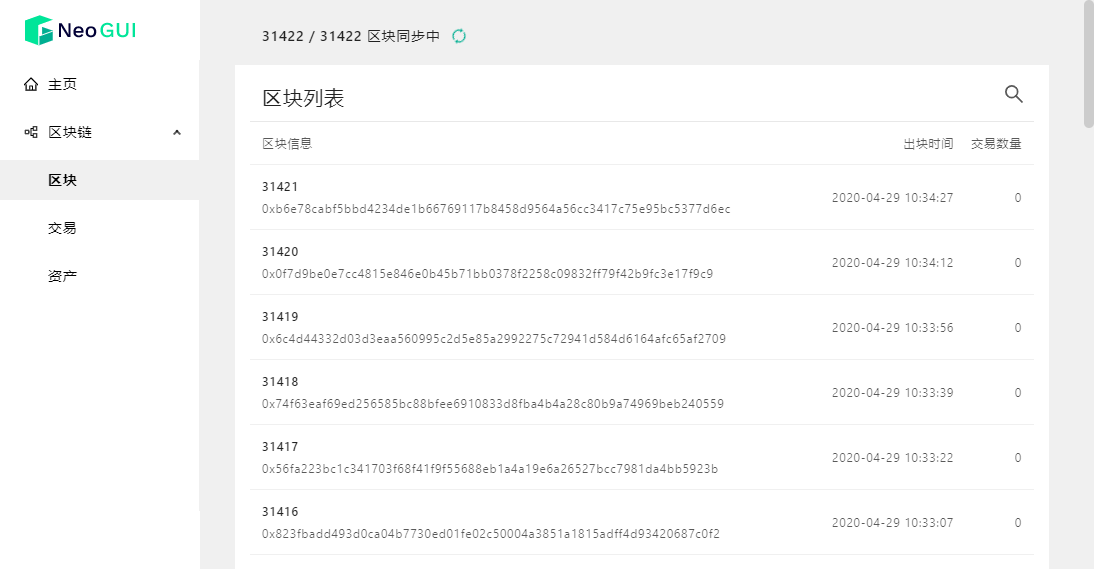 NeoGUI
主页
区块链
区块
交易
资产
31422 / 31422 区块同步中
区块列表
区块信息 出块时间 交易数量
31421
0xb6e78cabf5bbd4234de1b66769117b8458d9564a56cc3417c75e95bc5377d6ec 2020-04-29 10:34:27 0
31420
0x0f7d9be0e7cc4815e846e0b45b71bb0378f2258c09832ff79f42b9fc3e17f9c9 2020-04-29 10:34:12 0
31419
0x6c4d44332d03d3eaa560995c2d5e85a2992275c72941d584d6164afc65af2709 2020-04-29 10:33:56 0
31418
0x74f63eaf69ed256585bc88bfee6910833d8fba4b4a28c80b9a74969beb240559 2020-04-29 10:33:39 0
31417
0x56fa223bc1c341703f68f41f9f55688eb1a4a19e6a26527bcc7981da4bb5923b 2020-04-29 10:33:22 0
31416
0x823fbadd493d0ca04b7730ed01fe02c50004a3851a1815adff4d93420687c0f2 2020-04-29 10:33:07 0